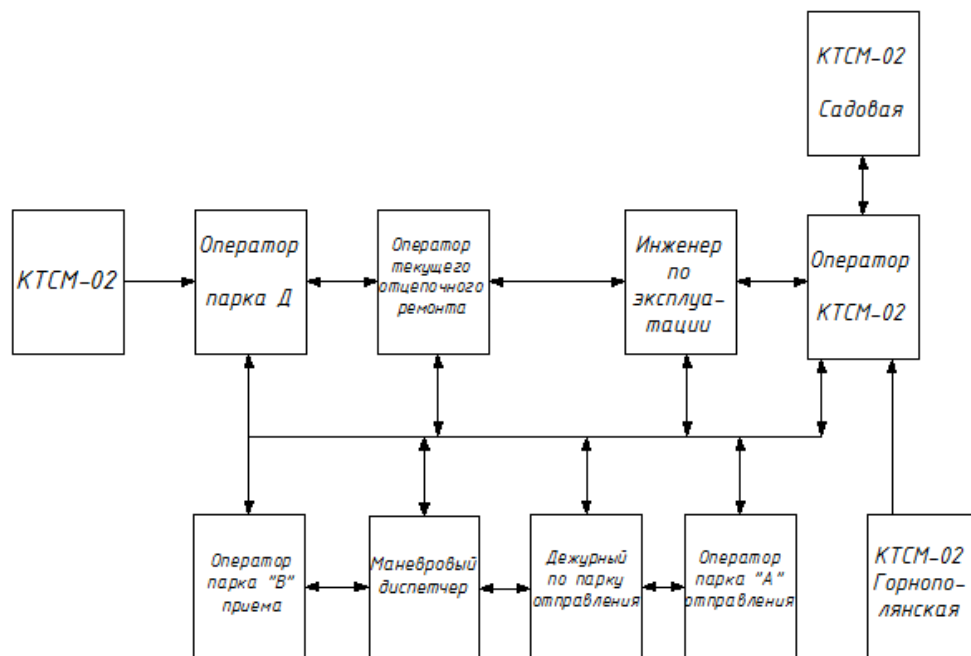 КТСМ-02
Садовая
КТСМ-02
Оператор
парка Д
Оператор
текущего
отцепочного
ремонта
Инженер
по
эксплуа-
тации
Оператор
КТСМ-02
Оператор
парка "В"
приема
Маневровый
диспетчер
Дежурный
по парку
отправления
Оператор
парка "А"
отправления
КТСМ-02
Горнопо-
лянская